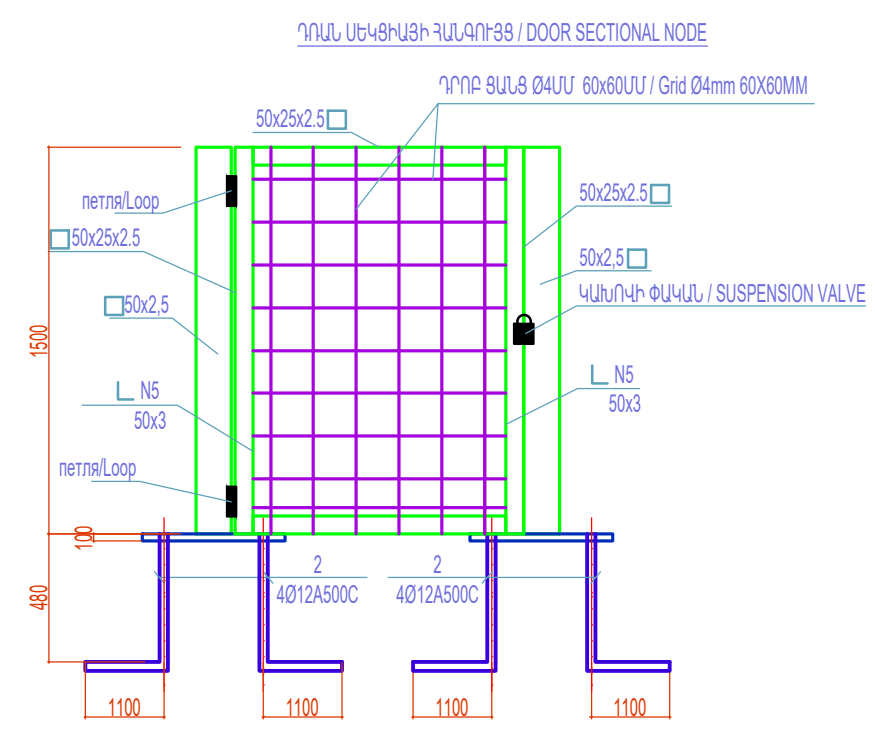 ԴՌԱՆ ՍԵԿՑԻԱՅԻ ՀԱՆԳՈՒՅՑ / DOOR SECTIONAL NODE
ԴՐՈԲ ՑԱՆՑ Ø4ՄՄ 60x60ՄՄ / Grid Ø4mm 60X60MM
50x25x2.5
50x25x2.5
петля/Loop
50x25x2.5
50x2,5
ԿԱԽՈՎԻ ՓԱԿԱՆ / SUSPENSION VALVE
50x2,5
1500
N5
50x3
N5
50x3
петля/Loop
100
480
2
4Ø12A500C
2
4Ø12A500C
1100
1100
1100
1100